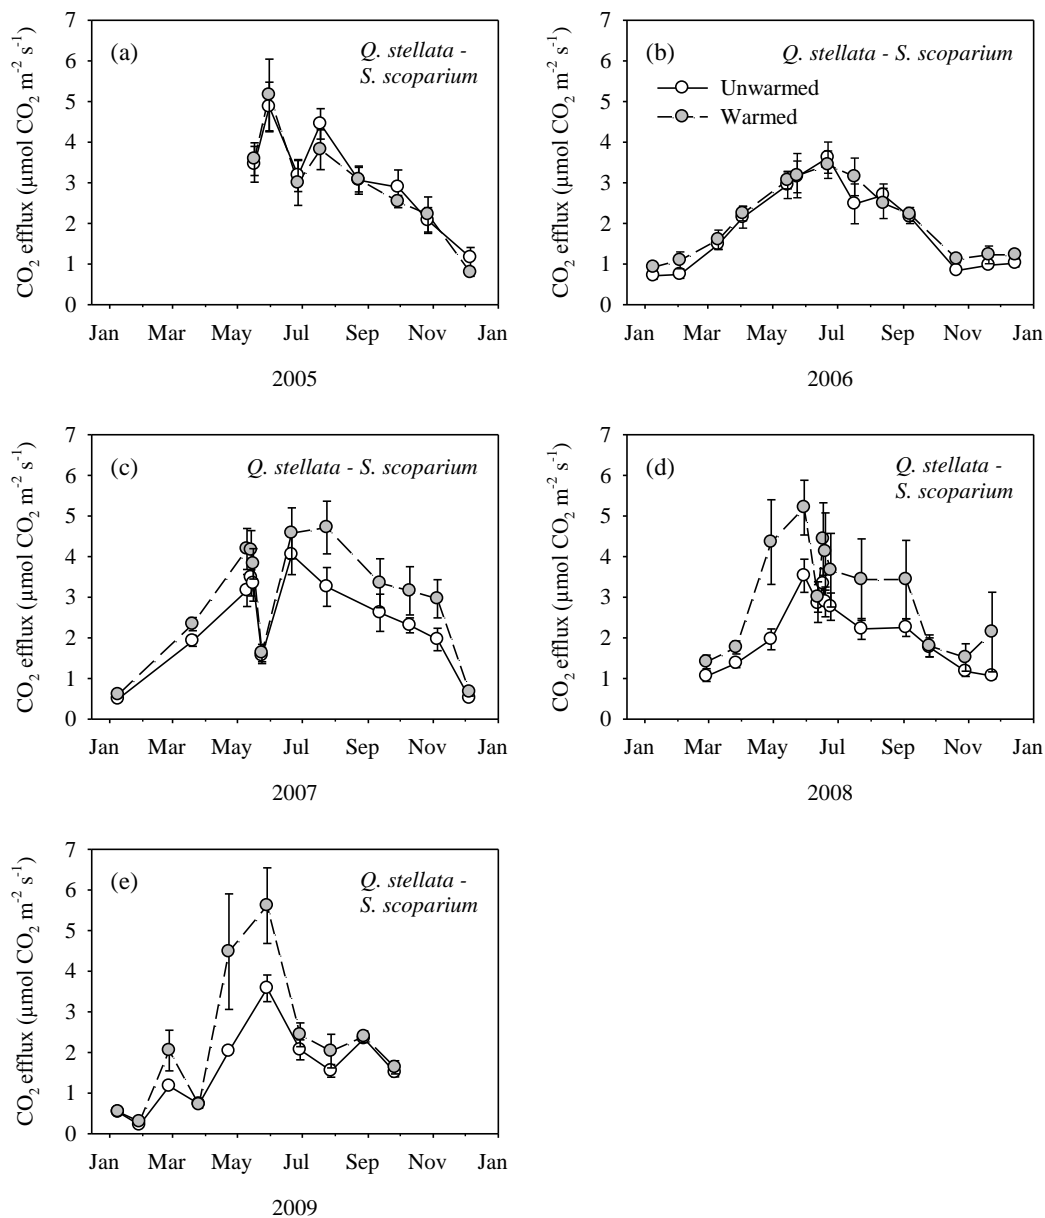 (a)
Q. stellata -
S. scoparium
CO2 efflux (µmol CO2 m-2 s-1)
7
6
5
4
3
2
1
0
Jan Mar May Jul Sep Nov Jan
2005
(b)
Q. stellata - S. scoparium
Unwarmed
Warmed
CO2 efflux (µmol CO2 m-2 s-1)
7
6
5
4
3
2
1
0
Jan Mar May Jul Sep Nov Jan
2006
(c)
Q. stellata - S. scoparium
CO2 efflux (µmol CO2 m-2 s-1)
7
6
5
4
3
2
1
0
Jan Mar May Jul Sep Nov Jan
2007
(d)
Q. stellata -
S. scoparium
CO2 efflux (µmol CO2 m-2 s-1)
7
6
5
4
3
2
1
0
Jan Mar May Jul Sep Nov Jan
2008
(e)
Q. stellata -
S. scoparium
CO2 efflux (µmol CO2 m-2 s-1)
7
6
5
4
3
2
1
0
Jan Mar May Jul Sep Nov Jan
2009